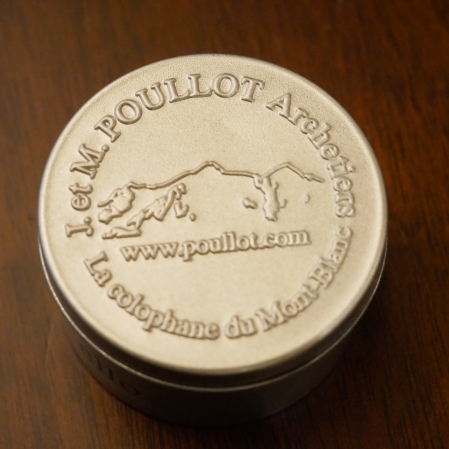 J. et M. POULLOT Archetiers
www.poullot.com
La colophane du Mont-Blanc